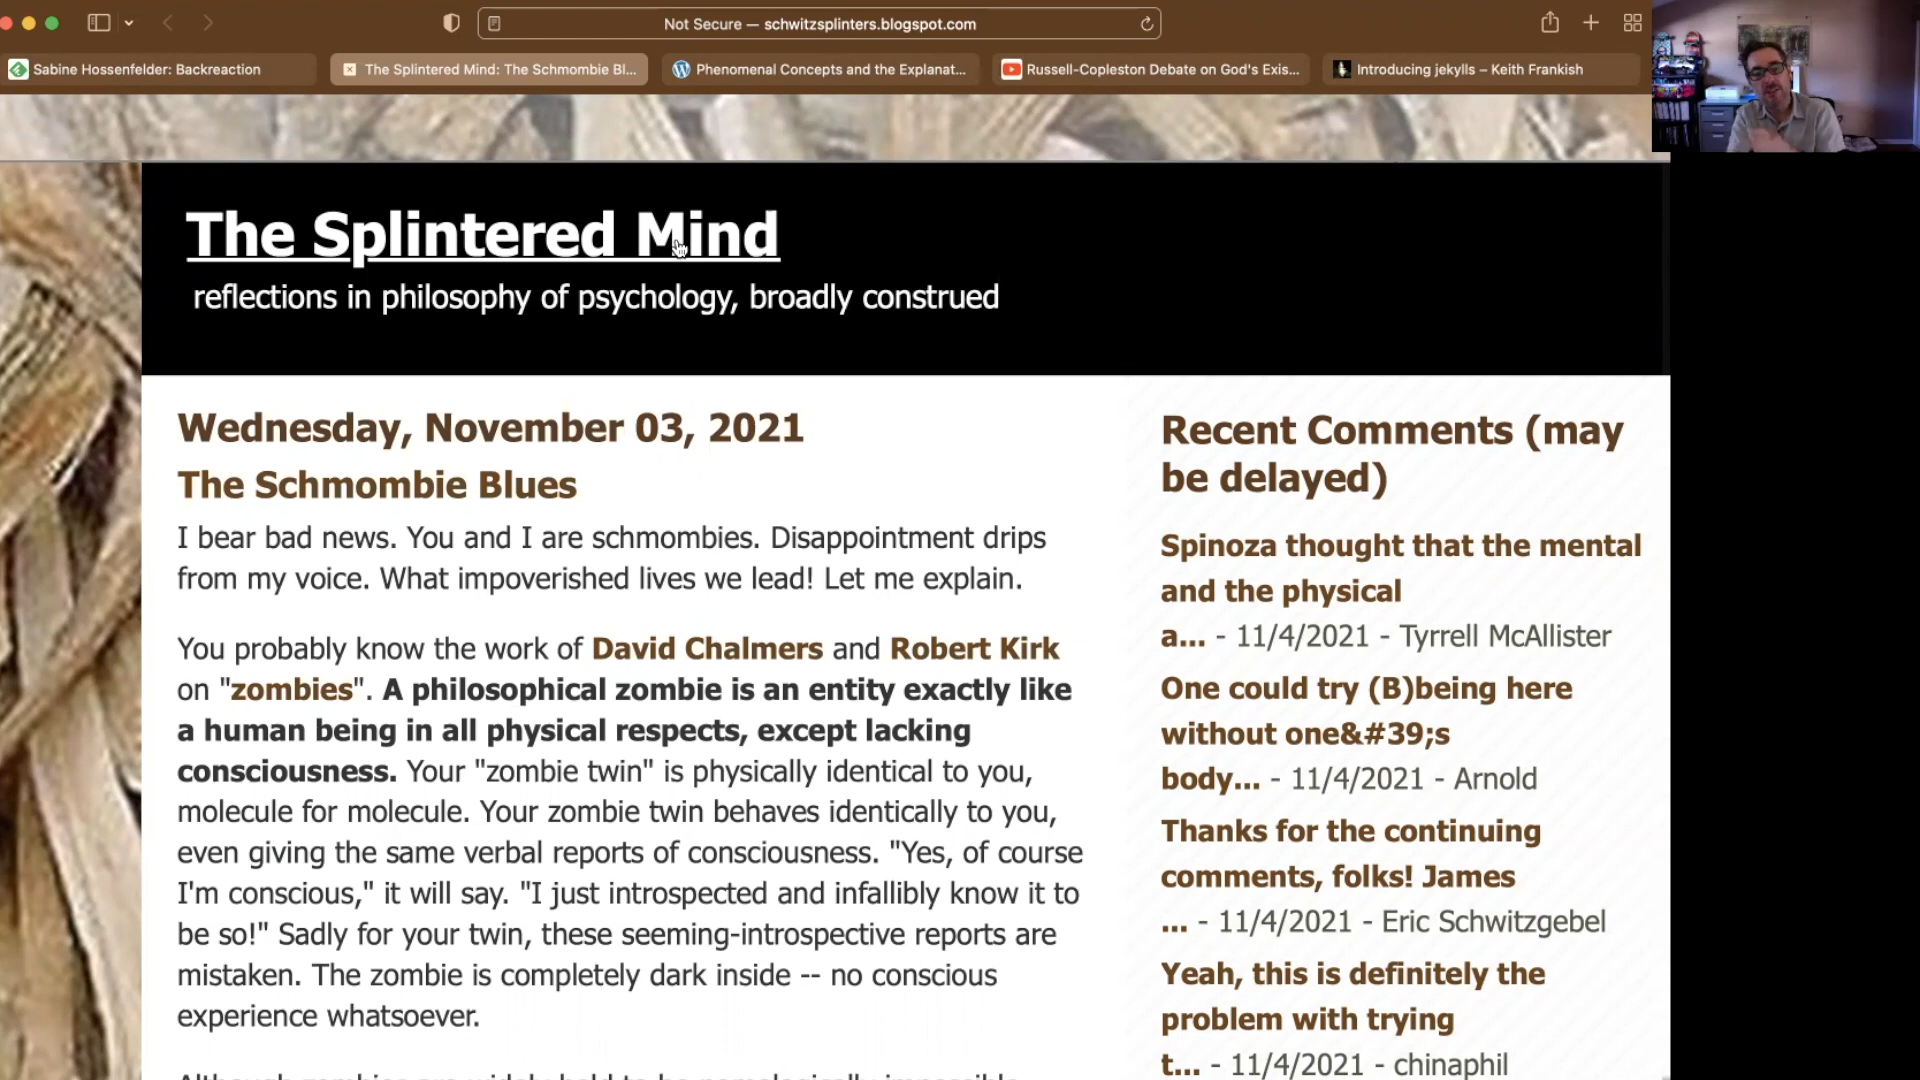 Not Secure — schwitzsplinters.blogspot.com
Sabine Hossenfelder: Backreaction
The Splintered Mind: The Schmombie Bl...
Phenomenal Concepts and the Explanat...
Russell-Copleston Debate on God's Exis...
Introducing jekylls – Keith Frankish
The Splintered Mind
reflections in philosophy of psychology, broadly construed
Wednesday, November 03, 2021
The Schmombie Blues
I bear bad news. You and I are schmombies. Disappointment drips
from my voice. What impoverished lives we lead! Let me explain.
You probably know the work of David Chalmers and Robert Kirk
on "zombies". A philosophical zombie is an entity exactly like
a human being in all physical respects, except lacking
consciousness. Your "zombie twin" is physically identical to you,
molecule for molecule. Your zombie twin behaves identically to you,
even giving the same verbal reports of consciousness. "Yes, of course
I'm conscious," it will say. "I just introspected and infallibly know it to
be so!" Sadly for your twin, these seeming-introspective reports are
mistaken. The zombie is completely dark inside -- no conscious
experience whatsoever.
Although zombies are widely held to be nomologically impossible
Recent Comments (may
be delayed)
Spinoza thought that the mental
and the physical
a... - 11/4/2021 - Tyrrell McAllister
One could try (B)being here
without one&#39;s
body... - 11/4/2021 - Arnold
Thanks for the continuing
comments, folks! James
... - 11/4/2021 - Eric Schwitzgebel
Yeah, this is definitely the
problem with trying
t... - 11/4/2021 - chinaphil